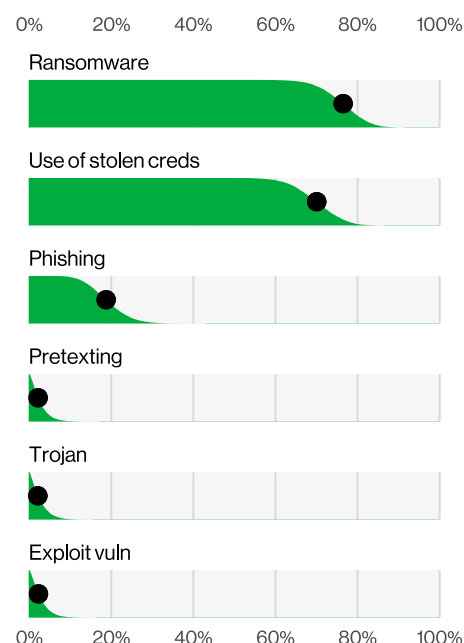 0% 20% 40% 60% 80% 100%
Ransomware
Use of stolen creds
Phishing
Pretexting
Trojan
Exploit vuln
0% 20% 40% 60% 80% 100%